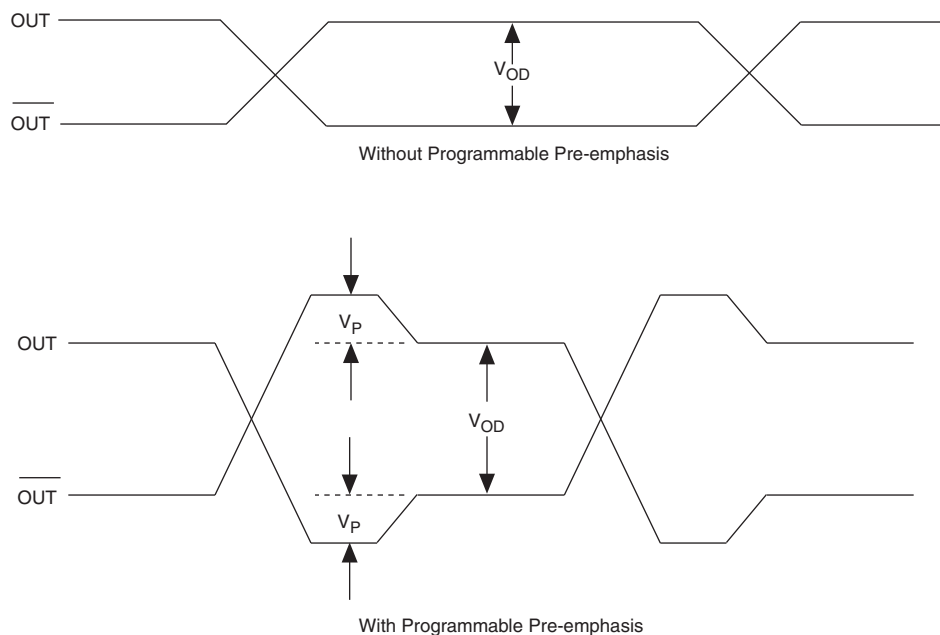 OUT
V_OD
OUT
Without Programmable Pre-emphasis
V_P
OUT
V_OD
OUT
V_P
With Programmable Pre-emphasis